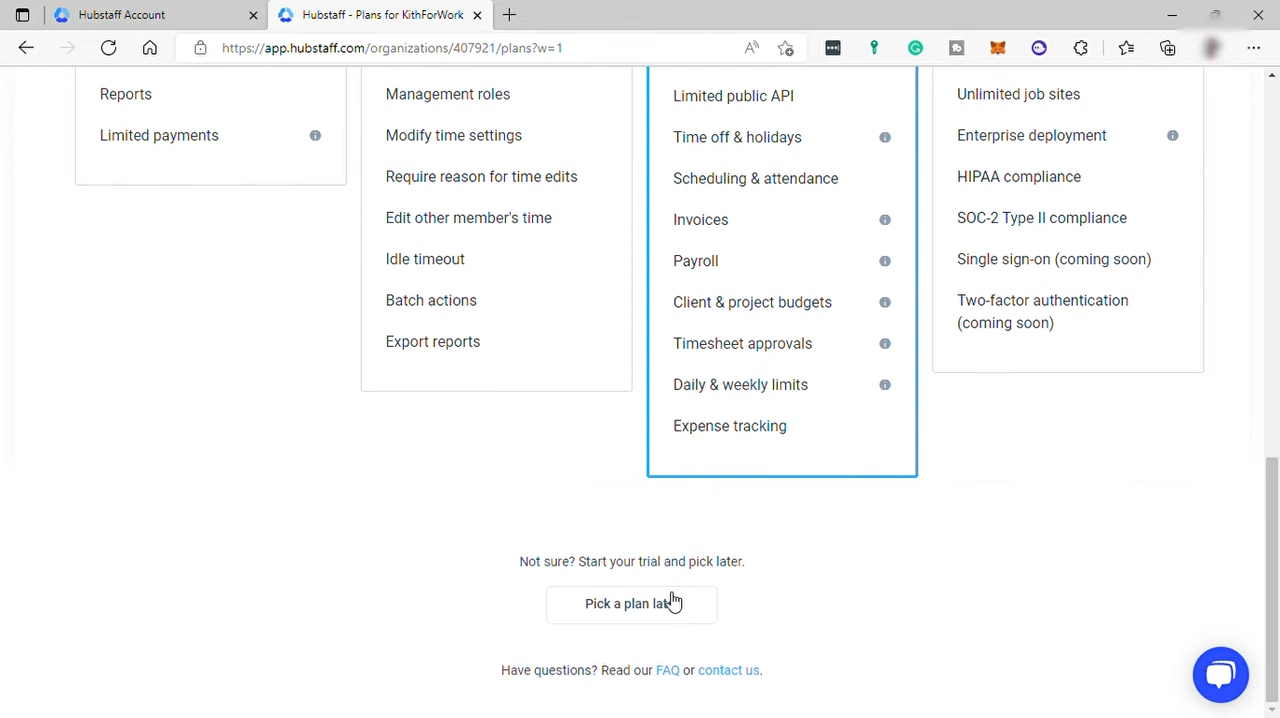 Hubstaff Account
Hubstaff - Plans for KithForWork
https://app.hubstaff.com/organizations/407921/plans?w=1
Reports
Limited payments
Management roles
Modify time settings
Require reason for time edits
Edit other member's time
Idle timeout
Batch actions
Export reports
Limited public API
Time off & holidays
Scheduling & attendance
Invoices
Payroll
Client & project budgets
Timesheet approvals
Daily & weekly limits
Expense tracking
Unlimited job sites
Enterprise deployment
HIPAA compliance
SOC-2 Type II compliance
Single sign-on (coming soon)
Two-factor authentication
(coming soon)
Not sure? Start your trial and pick later.
Pick a plan lat
Have questions? Read our FAQ or contact us.